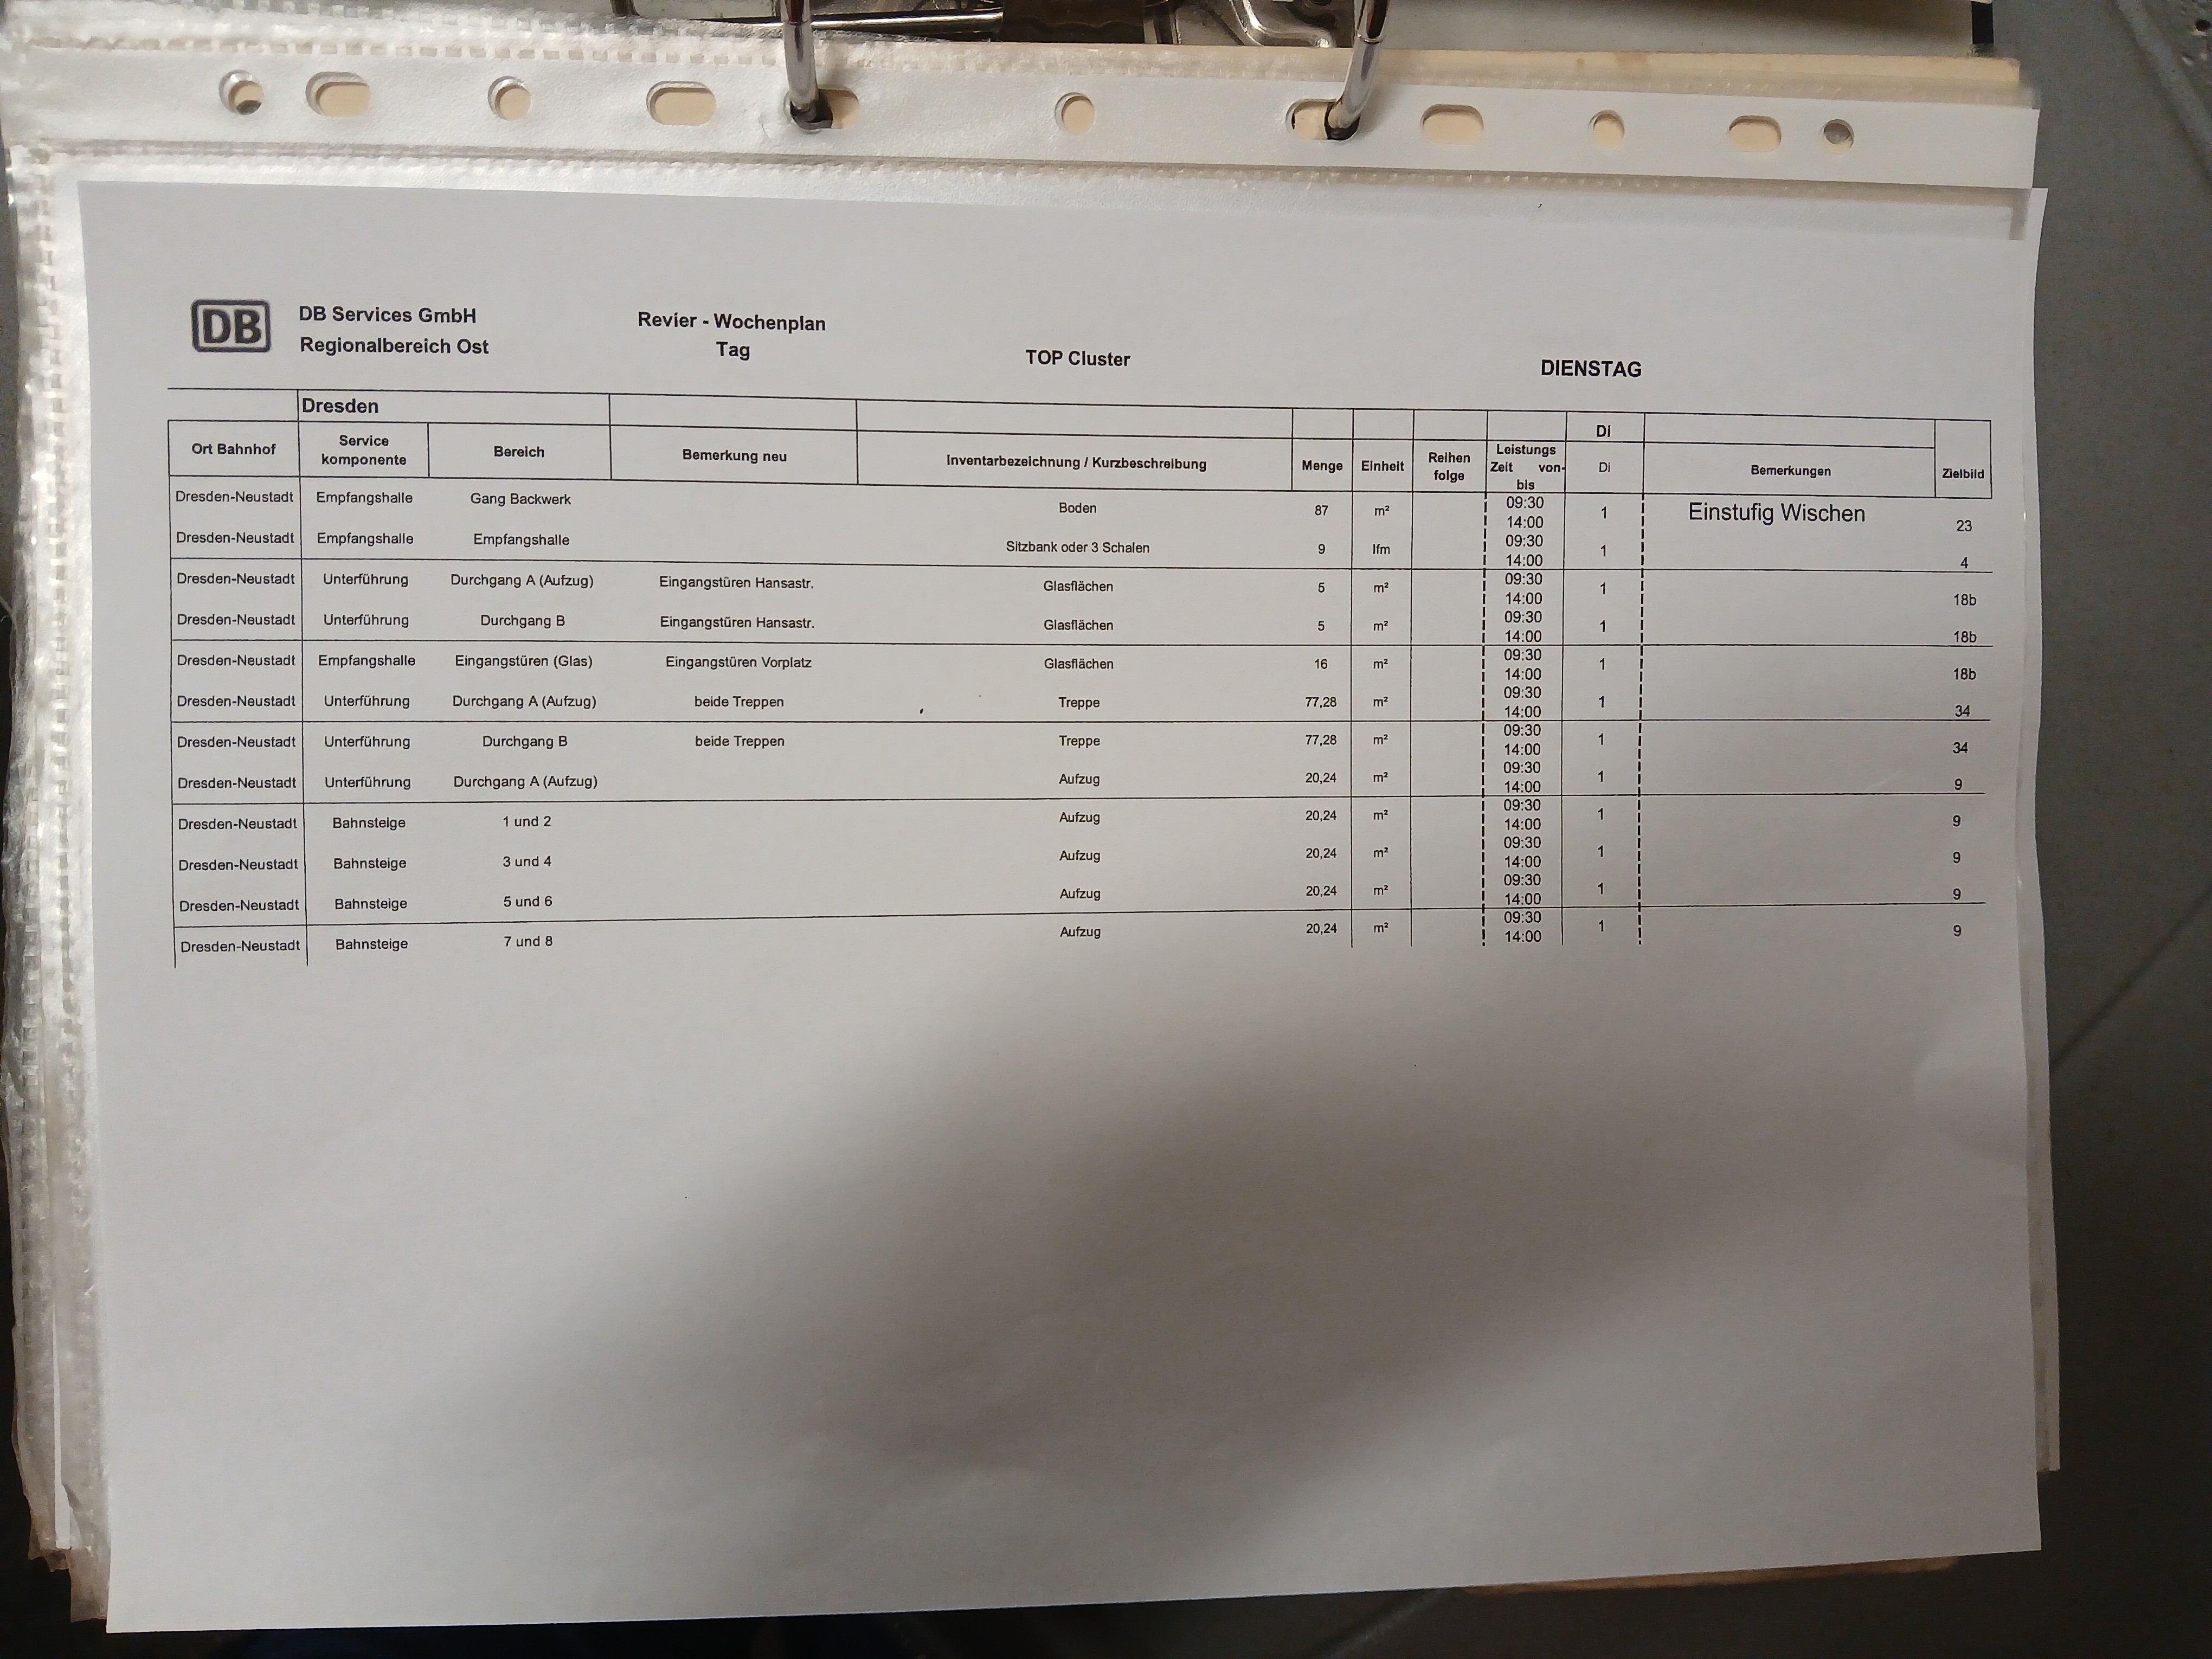 DB DB Services GmbH Revier - Wochenplan
Regionalbereich Ost Tag TOP Cluster DIENSTAG
Dresden Di
Ort Bahnhof Service komponente Bereich Bemerkung neu Inventarbezeichnung / Kurzbeschreibung Menge Einheit Reihen folge Leistungs Zeit von- bis Di Bemerkungen Zielbild
Dresden-Neustadt Empfangshalle Gang Backwerk Boden 87 m² 09:30 14:00 1 Einstufig Wischen 23
Dresden-Neustadt Empfangshalle Empfangshalle Sitzbank oder 3 Schalen 9 lfm 09:30 14:00 1 4
Dresden-Neustadt Unterführung Durchgang A (Aufzug) Eingangstüren Hansastr. Glasflächen 5 m² 09:30 14:00 1 18b
Dresden-Neustadt Unterführung Durchgang B Eingangstüren Hansastr. Glasflächen 5 m² 09:30 14:00 1 18b
Dresden-Neustadt Empfangshalle Eingangstüren (Glas) Eingangstüren Vorplatz Glasflächen 16 m² 09:30 14:00 1 18b
Dresden-Neustadt Unterführung Durchgang A (Aufzug) beide Treppen Treppe 77,28 m² 09:30 14:00 1 34
Dresden-Neustadt Unterführung Durchgang B beide Treppen Treppe 77,28 m² 09:30 14:00 1 34
Dresden-Neustadt Unterführung Durchgang A (Aufzug) Aufzug 20,24 m² 09:30 14:00 1 9
Dresden-Neustadt Bahnsteige 1 und 2 Aufzug 20,24 m² 09:30 14:00 1 9
Dresden-Neustadt Bahnsteige 3 und 4 Aufzug 20,24 m² 09:30 14:00 1 9
Dresden-Neustadt Bahnsteige 5 und 6 Aufzug 20,24 m² 09:30 14:00 1 9
Dresden-Neustadt Bahnsteige 7 und 8 Aufzug 20,24 m² 09:30 14:00 1 9